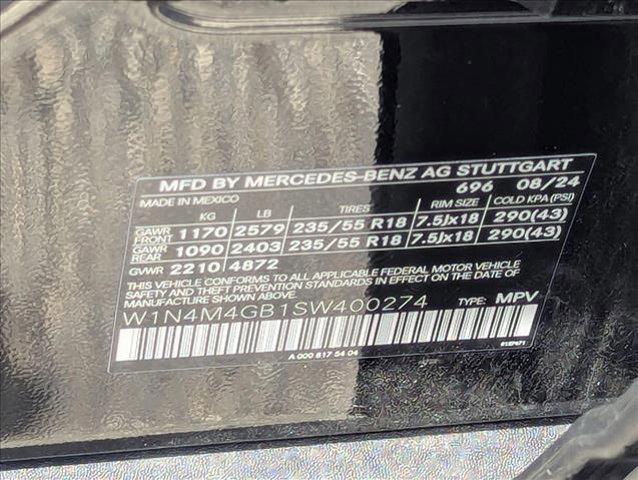 MFD BY MERCEDES-BENZ AG STUTTGART
MADE IN MEXICO 696 08/24
KG LB TIRES RIM SIZE COLD KPA (PSI)
GAWR FRONT 1170 2579 235/55 R18 7.5Jx18 290(43)
GAWR REAR 1090 2403 235/55 R18 7.5Jx18 290(43)
GVWR 2210 4872
THIS VEHICLE CONFORMS TO ALL APPLICABLE FEDERAL MOTOR VEHICLE
SAFETY AND THEFT PREVENTION STANDARDS IN EFFECT ON THE DATE OF
MANUFACTURE SHOWN ABOVE.
W1N4M4GB1SW400274 TYPE: MPV
A 000 817 54 04